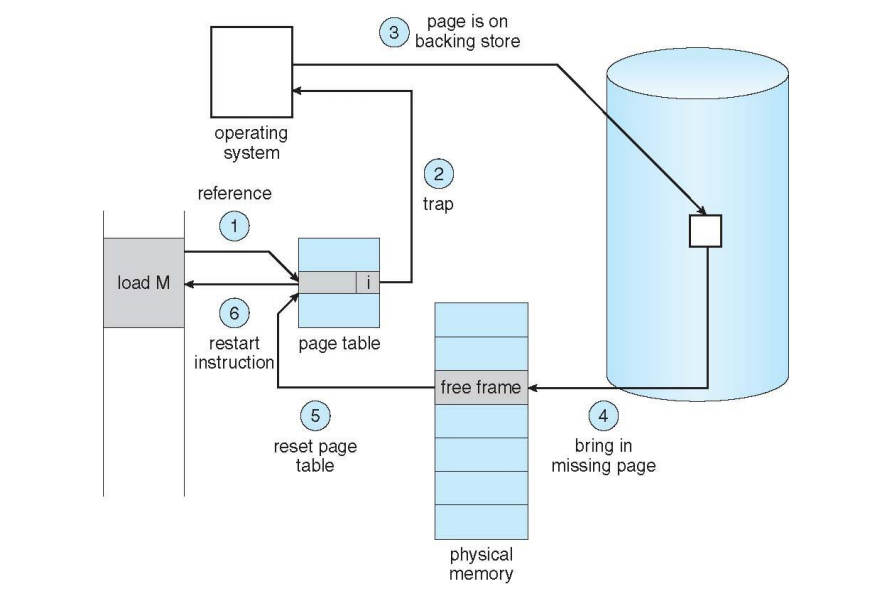 3
page is on
backing store
operating
system
2
trap
reference
1
load M
i
6
restart
instruction
page table
free frame
5
reset page
table
4
bring in
missing page
physical
memory